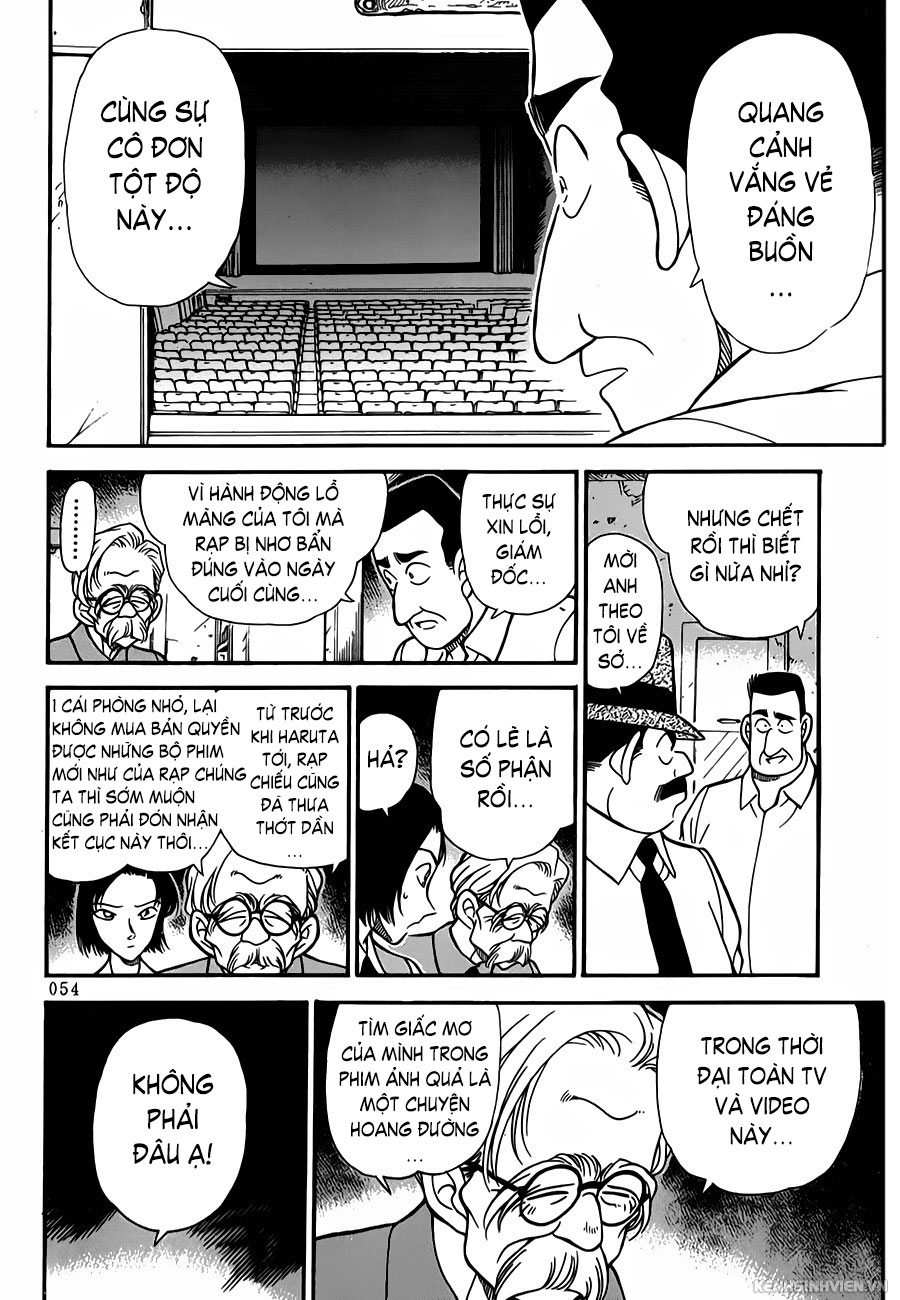 QUANG
CẢNH
VẮNG VẺ
ĐÁNG
BUỒN
...
CÙNG SỰ
CÔ ĐƠN
TỘT ĐỘ
NÀY...
NHƯNG CHẾT
RỒI THÌ BIẾT
GÌ NỮA NHỈ?
MỜI
ANH
THEO
TÔI VỀ
SỞ...
THỰC SỰ
XIN LỖI,
GIÁM
ĐỐC...
VÌ HÀNH ĐỘNG LỖ
MÃNG CỦA TÔI MÀ
RẠP BỊ NHƠ BẨN
ĐÚNG VÀO NGÀY
CUỐI CÙNG...
.........
CÓ LẼ LÀ
SỐ PHẬN
RỒI...
HẢ?
TỪ TRƯỚC
KHI HARUTA
TỚI, RẠP
CHIẾU CŨNG
ĐÃ THƯA
THỚT DẦN
...
1 CÁI PHÒNG NHỎ, LẠI
KHÔNG MUA BẢN QUYỀN
ĐƯỢC NHỮNG BỘ PHIM
MỚI NHƯ CỦA RẠP CHÚNG
TA THÌ SỚM MUỘN
CŨNG PHẢI ĐÓN NHẬN
KẾT CỤC NÀY THÔI...
054
TRONG THỜI
ĐẠI TOÀN TV
VÀ VIDEO
NÀY...
TÌM GIẤC MƠ
CỦA MÌNH TRONG
PHIM ẢNH QUẢ LÀ
MỘT CHUYỆN
HOANG ĐƯỜNG
...
KHÔNG
PHẢI
ĐÂU Ạ!
KENHSINHVIEN.VN